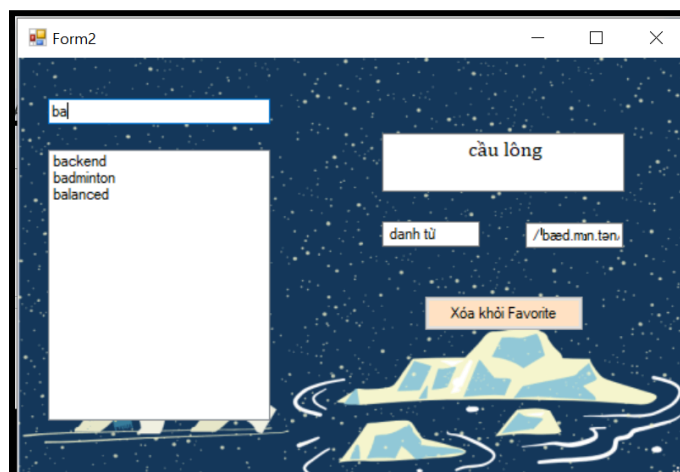 Form2
ba
backend
badminton
balanced
cầu lông
danh từ
/ˈbæd.mɪn.tən/
Xóa khỏi Favorite